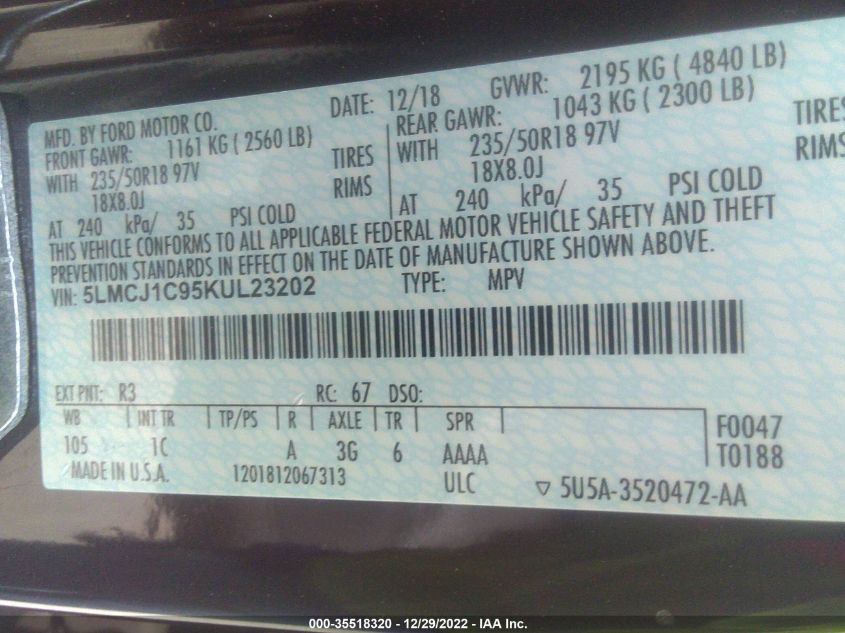 MFD. BY FORD MOTOR CO.
DATE: 12/18
GVWR: 2195 KG ( 4840 LB)
FRONT GAWR: 1161 KG ( 2560 LB)
REAR GAWR: 1043 KG ( 2300 LB)
WITH 235/50R18 97V TIRES
WITH 235/50R18 97V TIRES
18X8.0J RIMS
18X8.0J RIMS
AT 240 kPa/ 35 PSI COLD
AT 240 kPa/ 35 PSI COLD
THIS VEHICLE CONFORMS TO ALL APPLICABLE FEDERAL MOTOR VEHICLE SAFETY AND THEFT
PREVENTION STANDARDS IN EFFECT ON THE DATE OF MANUFACTURE SHOWN ABOVE.
VIN: 5LMCJ1C95KUL23202 TYPE: MPV
EXT PNT: R3 RC: 67 DSO:
WB INT TR TP/PS R AXLE TR SPR F0047
105 1C A 3G 6 AAAA T0188
MADE IN U.S.A. 1201812067313 ULC ▽ 5U5A-3520472-AA
000-35518320 - 12/29/2022 - IAA Inc.